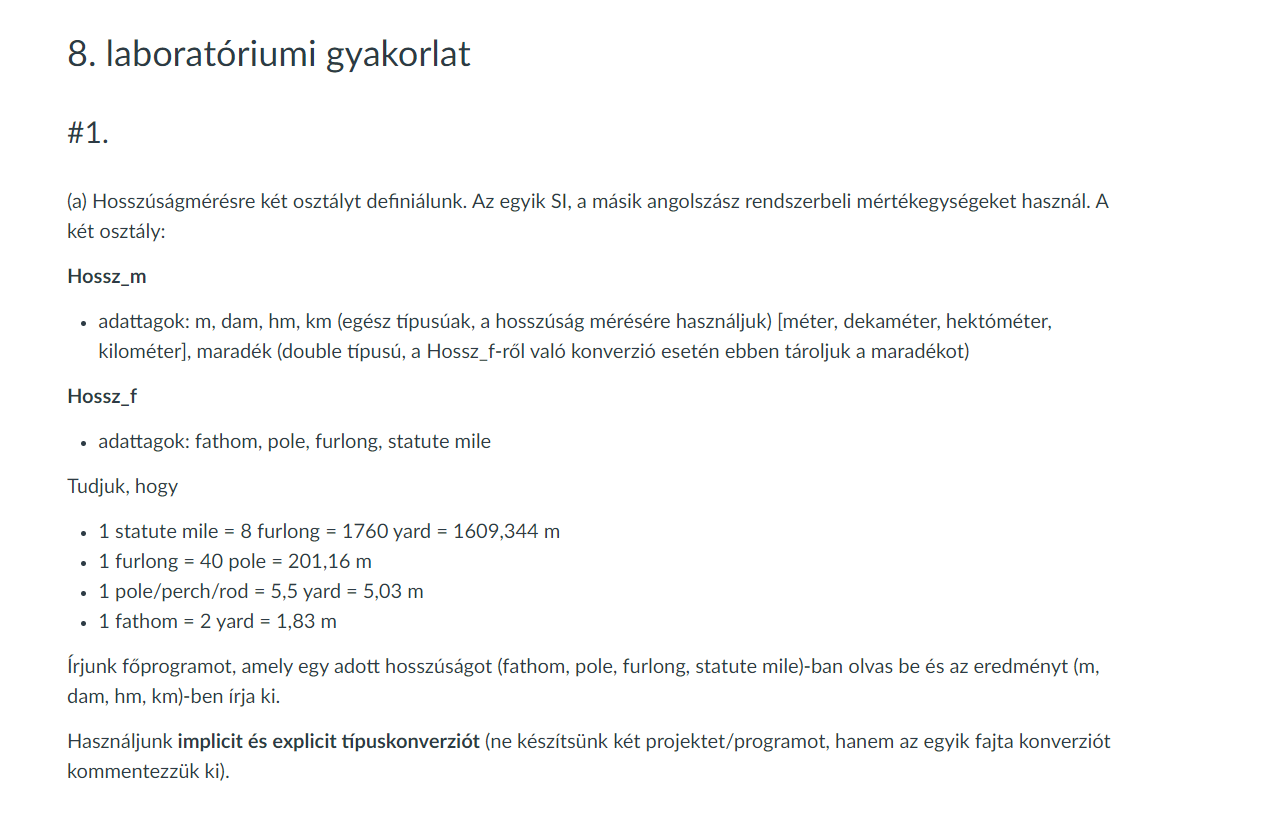 8. laboratóriumi gyakorlat
#1.
(a) Hosszúságmérésre két osztályt definiálunk. Az egyik SI, a másik angolszász rendszerbeli mértékegységeket használ. A
két osztály:
Hossz_m
• adattagok: m, dam, hm, km (egész típusúak, a hosszúság mérésére használjuk) [méter, dekaméter, hektóméter,
kilométer], maradék (double típusú, a Hossz_f-ről való konverzió esetén ebben tároljuk a maradékot)
Hossz_f
• adattagok: fathom, pole, furlong, statute mile
Tudjuk, hogy
• 1 statute mile = 8 furlong = 1760 yard = 1609,344 m
• 1 furlong = 40 pole = 201,16 m
• 1 pole/perch/rod = 5,5 yard = 5,03 m
• 1 fathom = 2 yard = 1,83 m
Írjunk főprogramot, amely egy adott hosszúságot (fathom, pole, furlong, statute mile)-ban olvas be és az eredményt (m,
dam, hm, km)-ben írja ki.
Használjunk implicit és explicit típuskonverziót (ne készítsünk két projektet/programot, hanem az egyik fajta konverziót
kommentezzük ki).